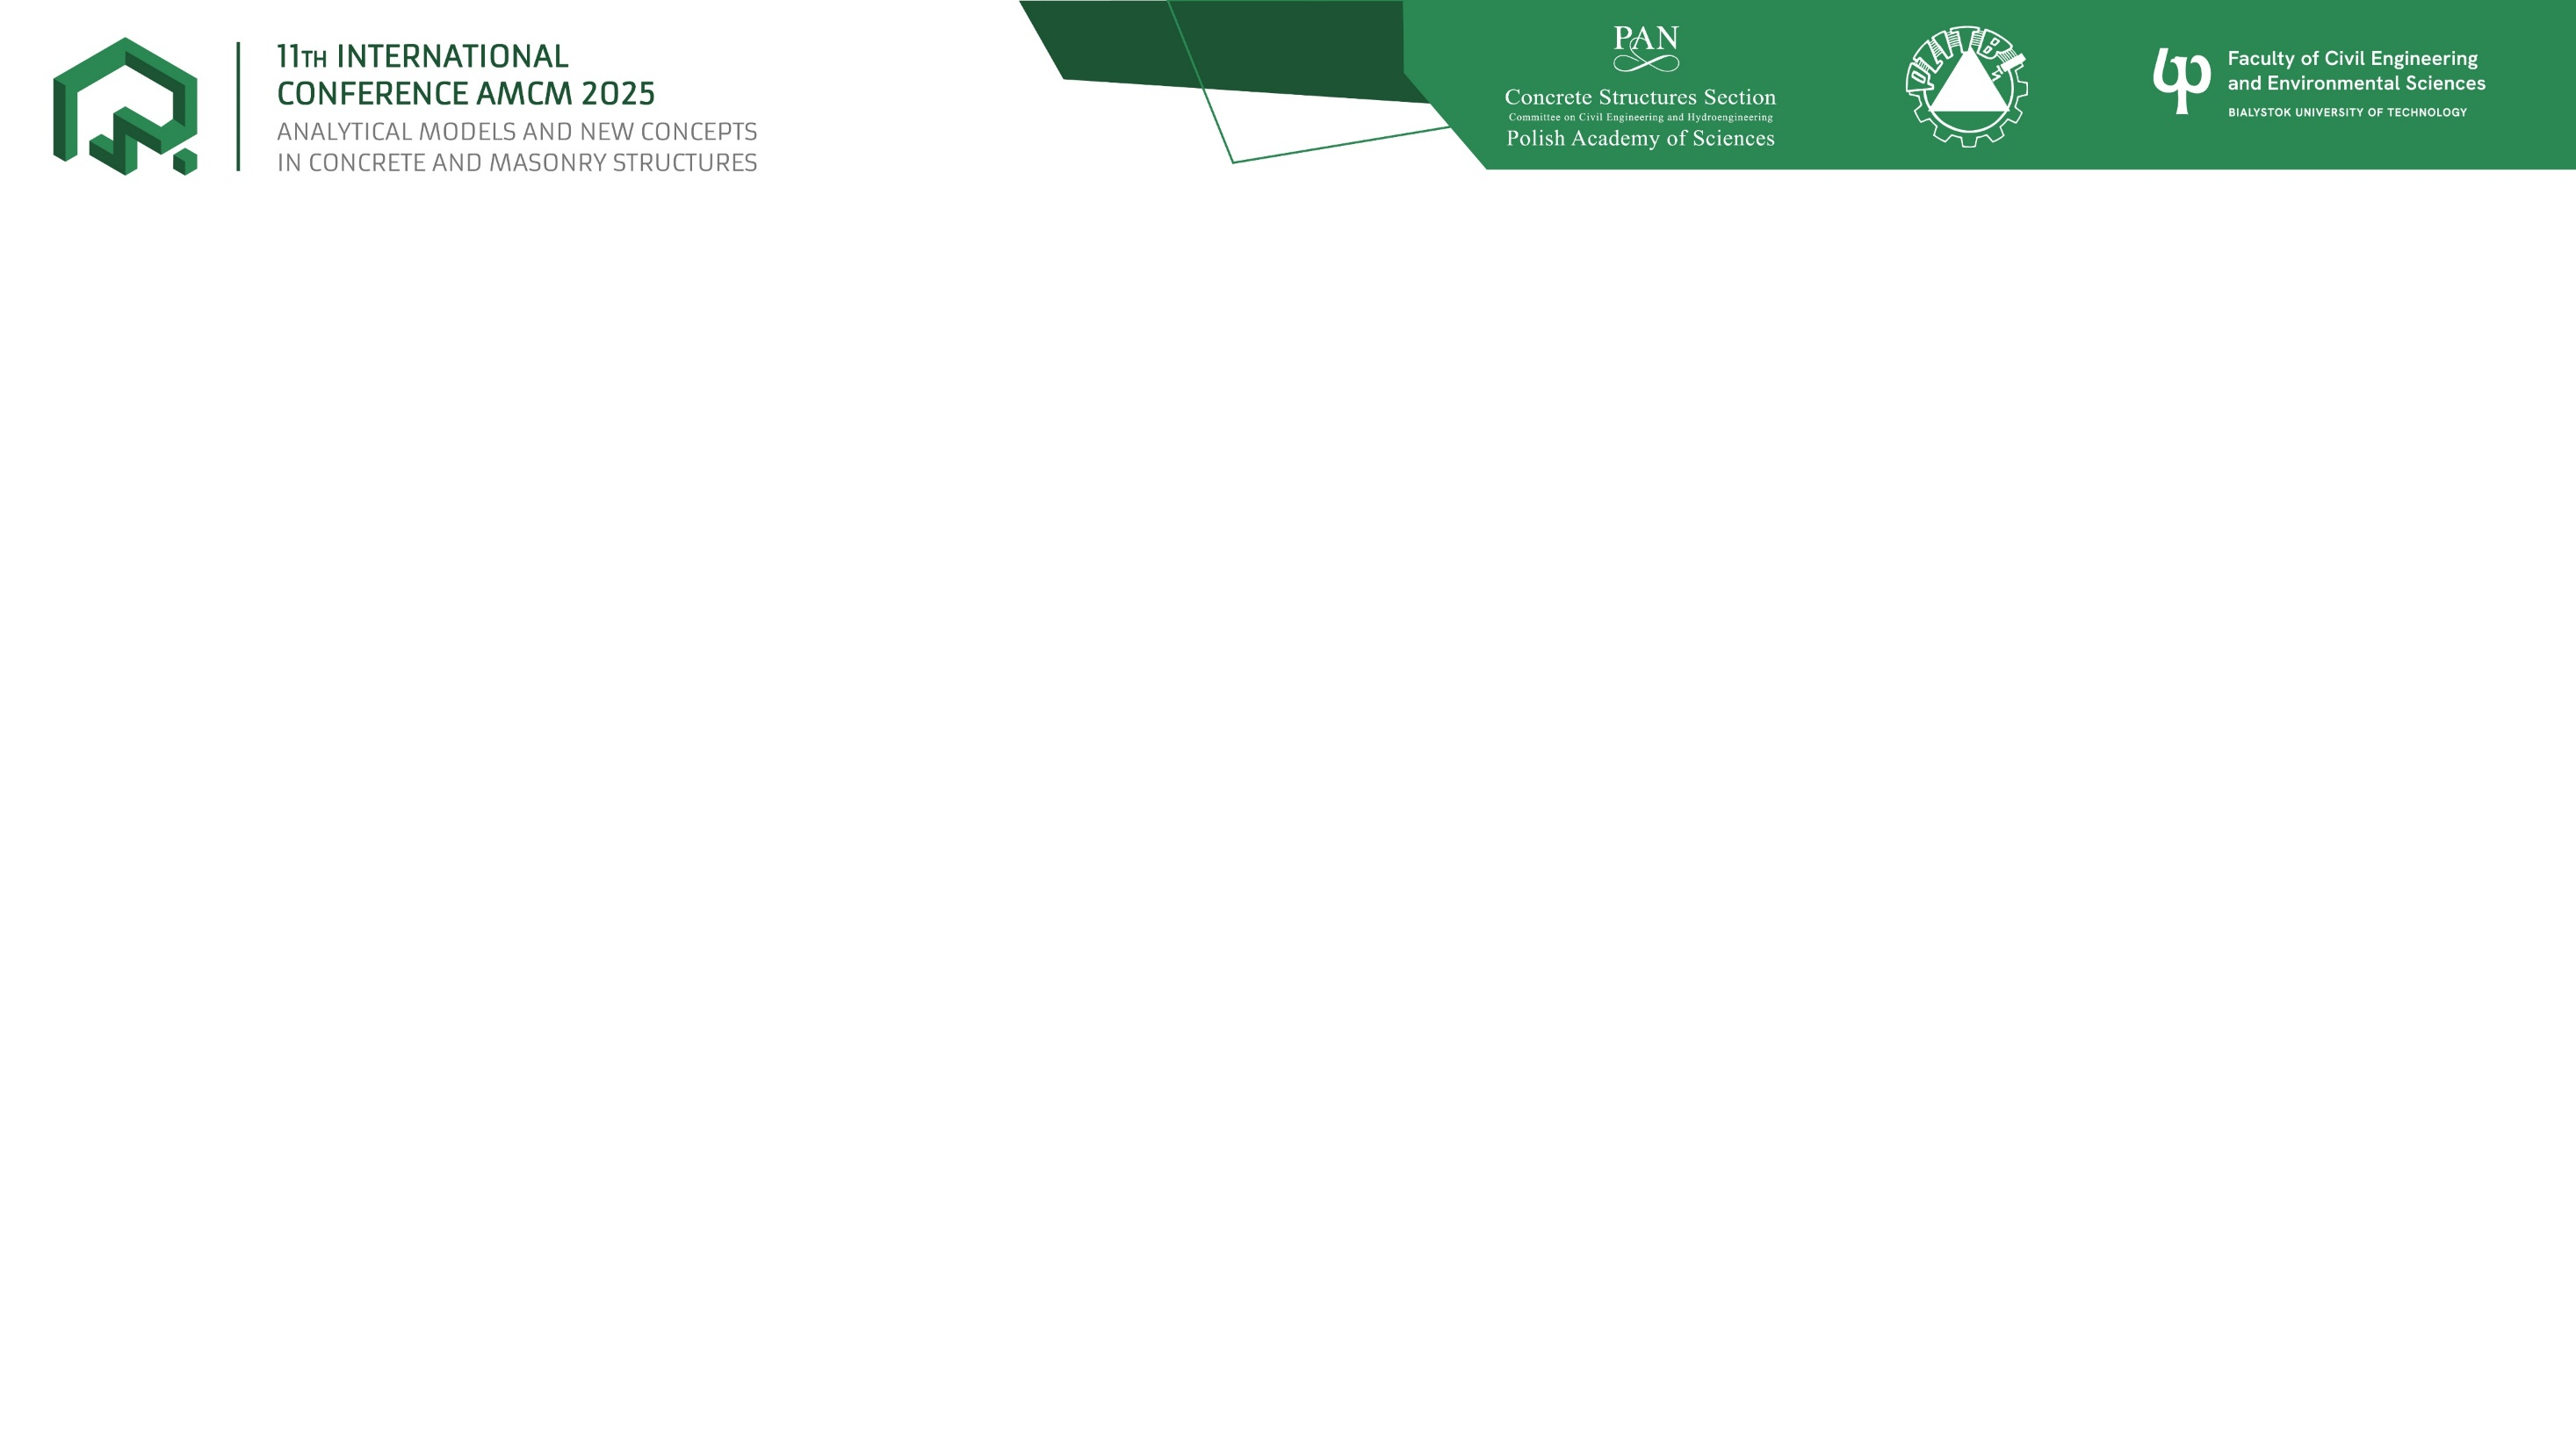 11TH INTERNATIONAL
CONFERENCE AMCM 2025
ANALYTICAL MODELS AND NEW CONCEPTS
IN CONCRETE AND MASONRY STRUCTURES
PAN
Concrete Structures Section
Committee on Civil Engineering and Hydroengineering
Polish Academy of Sciences
PZITB
Faculty of Civil Engineering
and Environmental Sciences
BIALYSTOK UNIVERSITY OF TECHNOLOGY